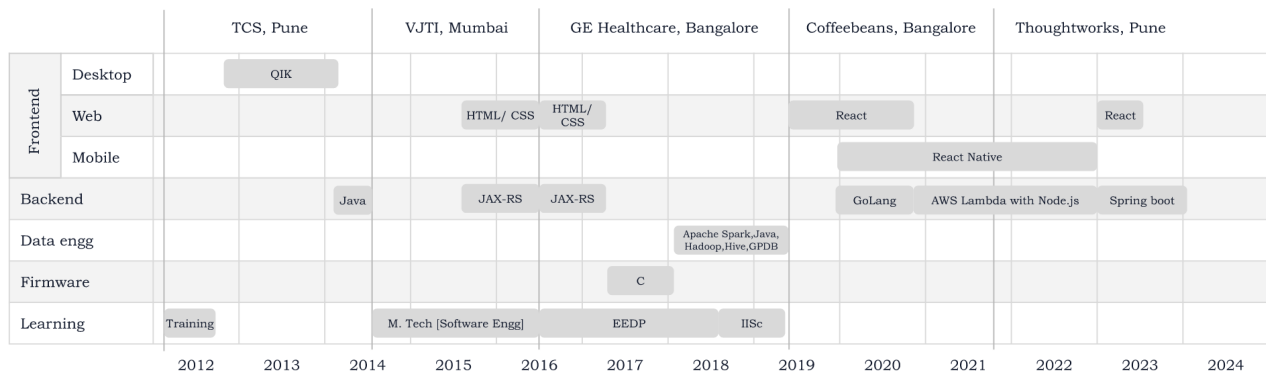 TCS, Pune
VJTI, Mumbai
GE Healthcare, Bangalore
Coffeebeans, Bangalore
Thoughtworks, Pune
Frontend
Desktop
QIK
Web
HTML/ CSS
HTML/
CSS
React
React
Mobile
React Native
Backend
Java
JAX-RS
JAX-RS
GoLang
AWS Lambda with Node.js
Spring boot
Data engg
Apache Spark,Java,
Hadoop,Hive,GPDB
Firmware
C
Learning
Training
M. Tech [Software Engg]
EEDP
IISc
2012
2013
2014
2015
2016
2017
2018
2019
2020
2021
2022
2023
2024